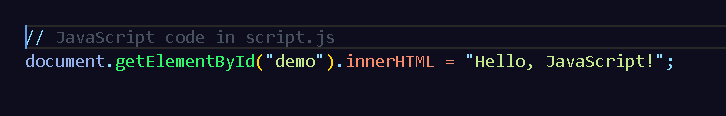 // JavaScript code in script.js
document.getElementById("demo").innerHTML = "Hello, JavaScript!";